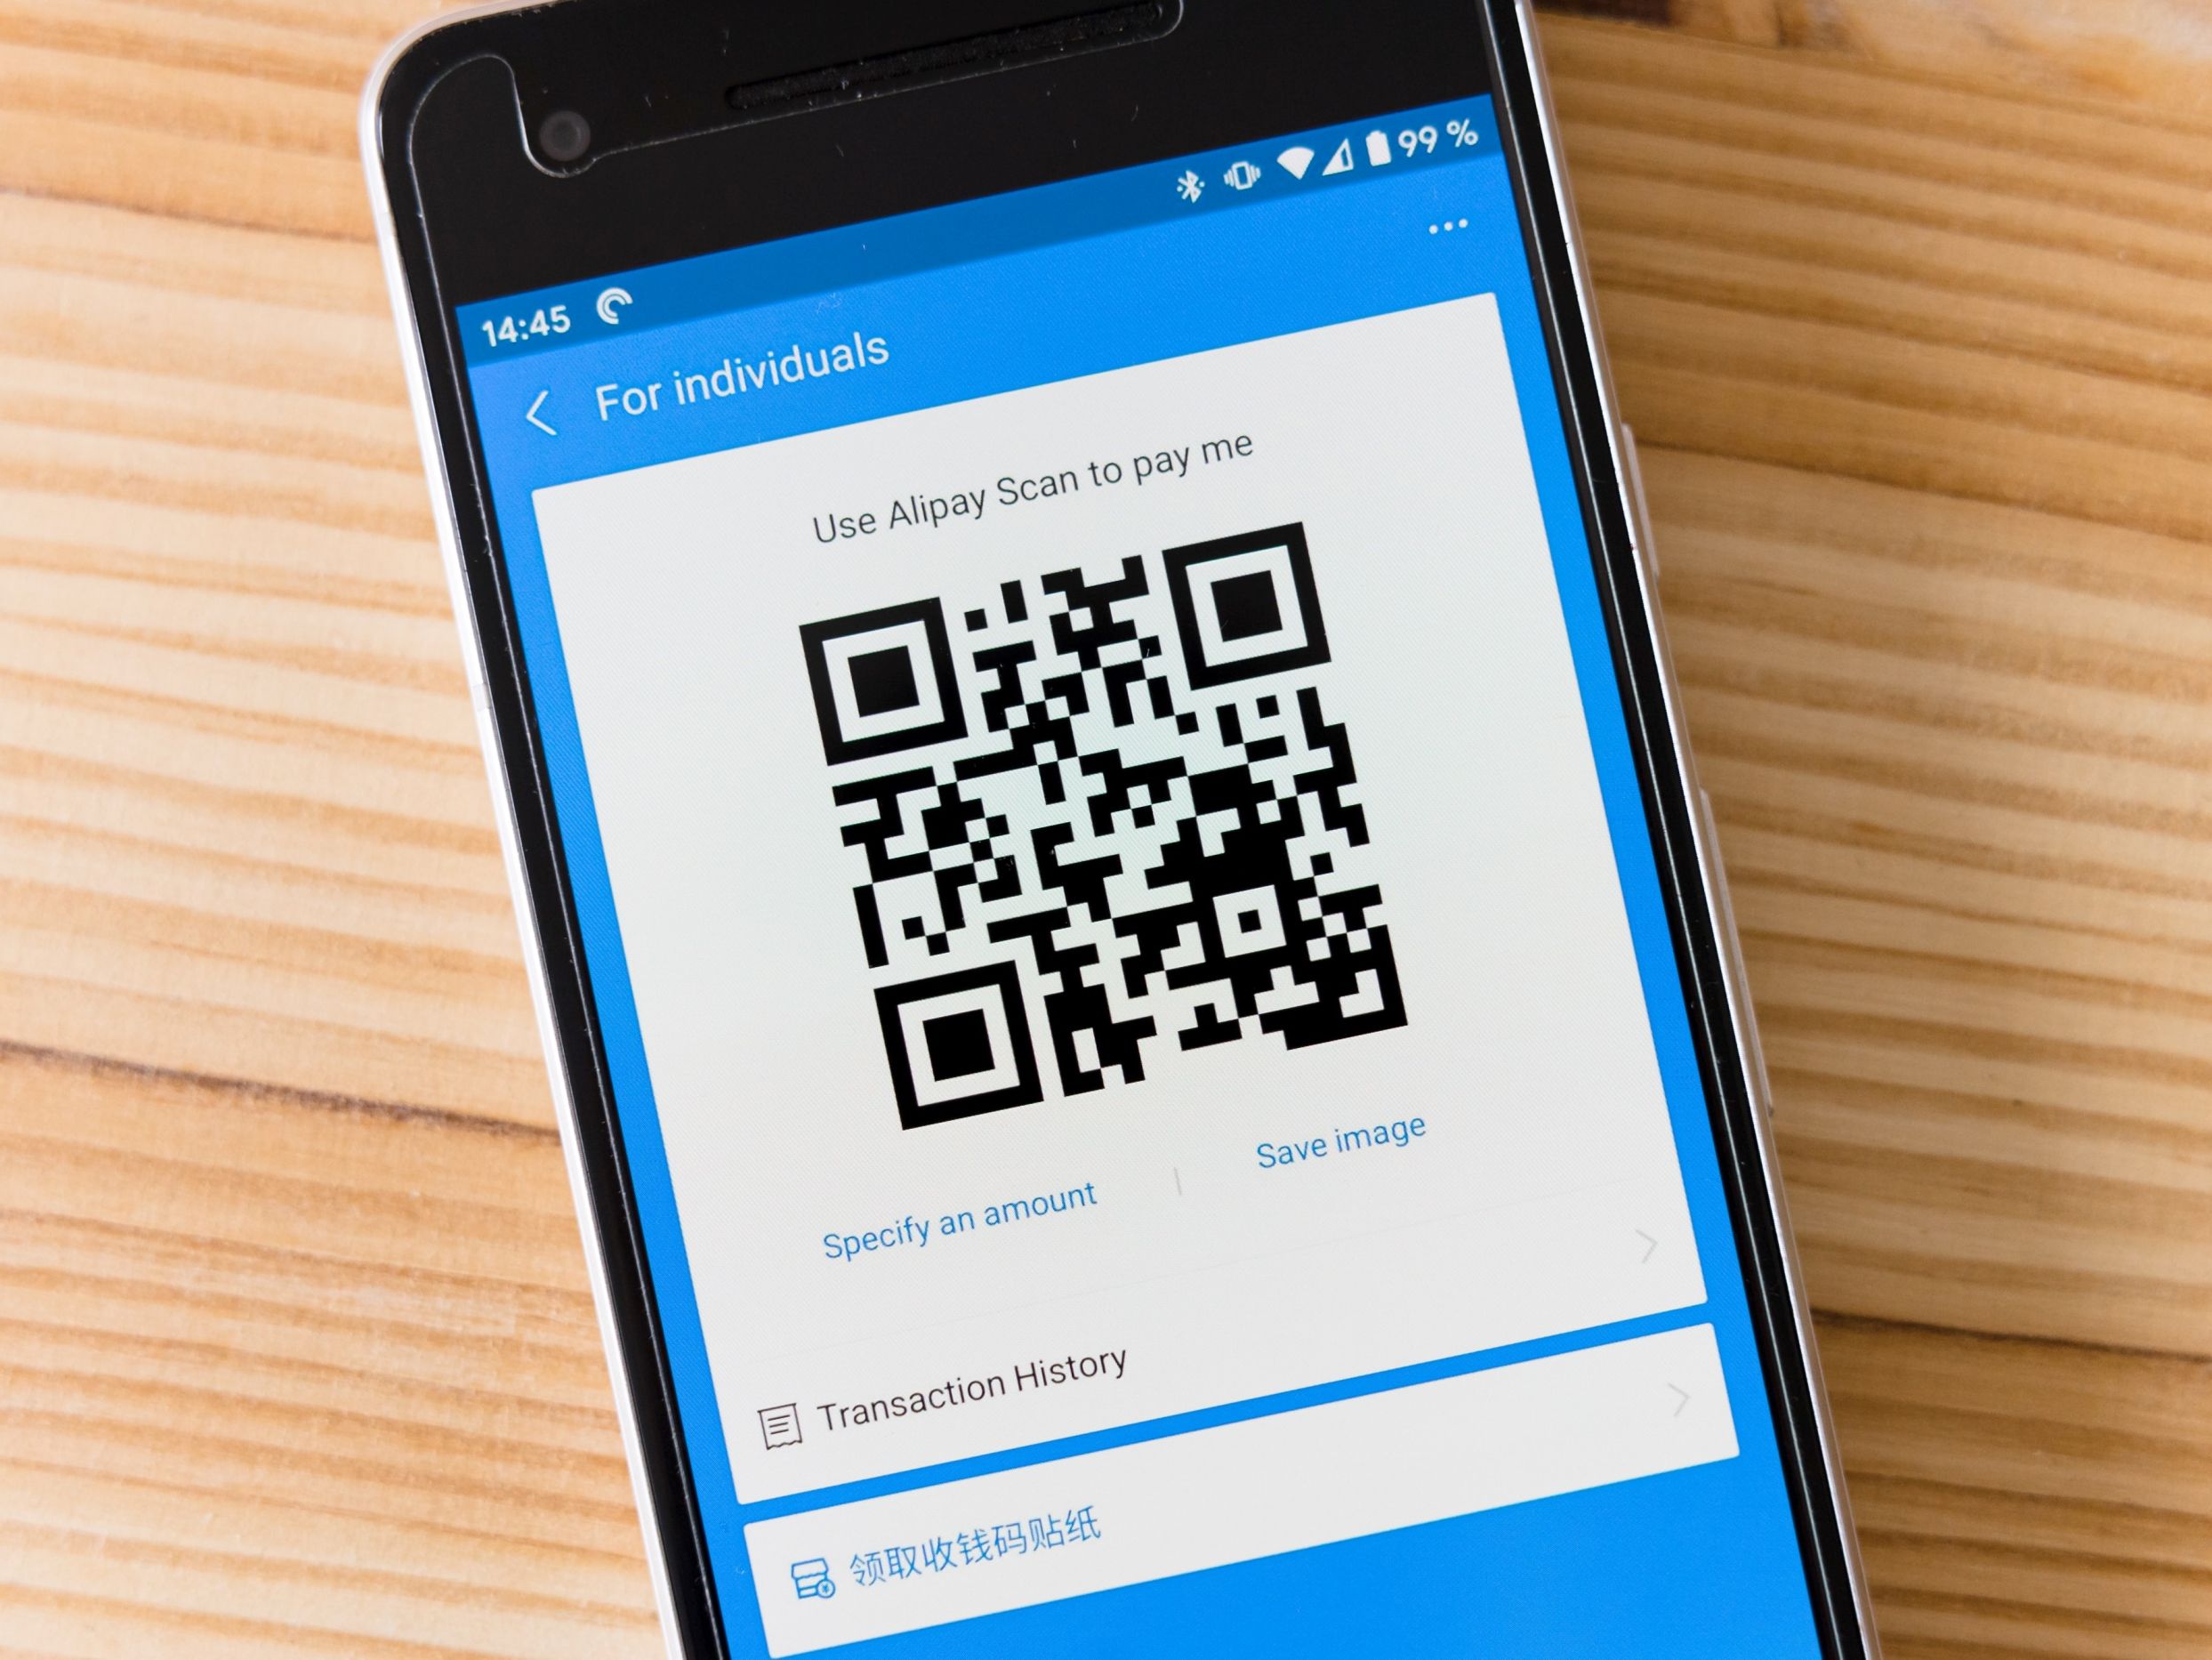 14:45 99 %
For individuals
Use Alipay Scan to pay me
Specify an amount | Save image
Transaction History
领取收钱码贴纸